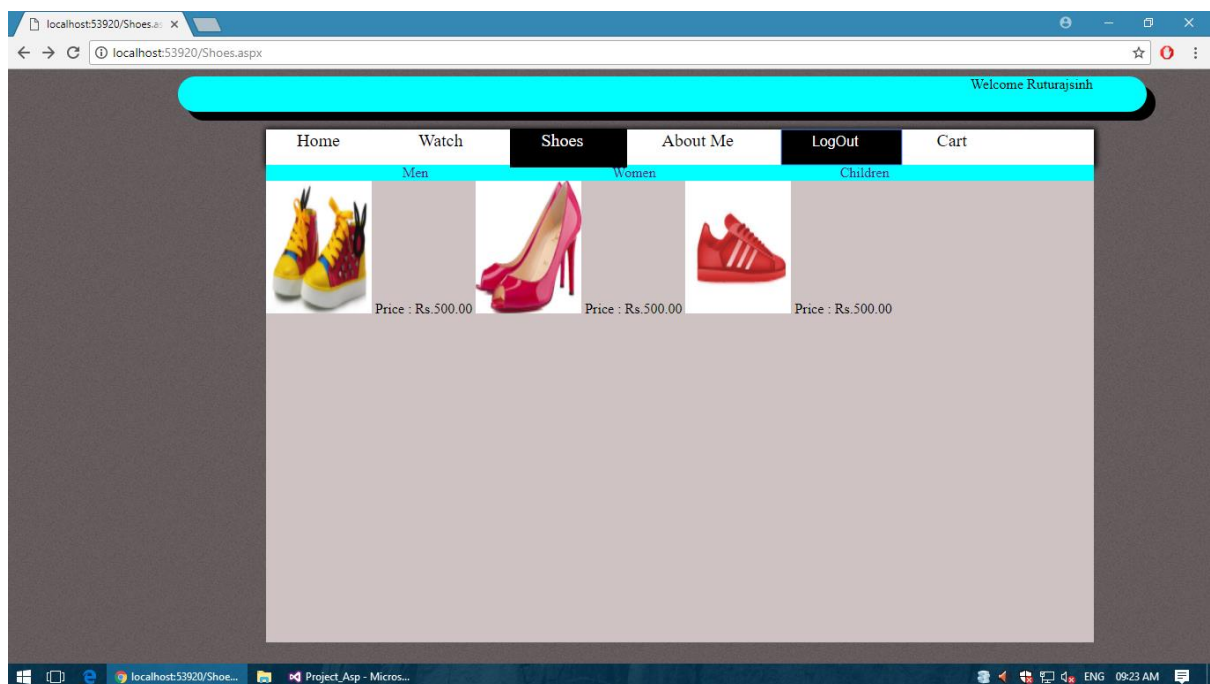 localhost:53920/Shoes.a
localhost:53920/Shoes.aspx
Welcome Ruturajsinh
Home Watch Shoes About Me LogOut Cart
Men Women Children
Price : Rs.500.00 Price : Rs.500.00 Price : Rs.500.00
localhost:53920/Shoe... Project_Asp - Micros... ENG 09:23 AM